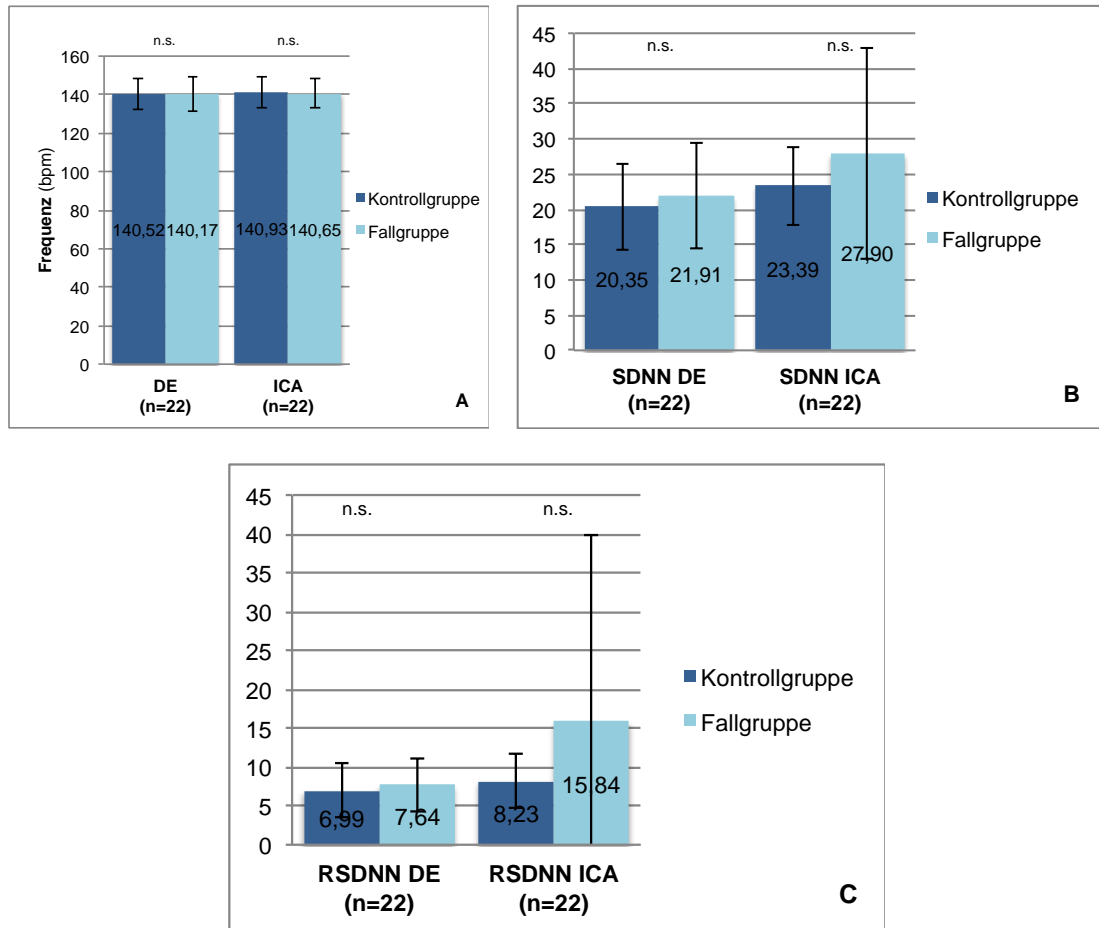 n.s. n.s.
160
140
120
100
80
60
40
20
0
Frequenz (bpm)
140,52 140,17 140,93 140,65
Kontrollgruppe
Fallgruppe
DE ICA
(n=22) (n=22)
A
45
40
35
30
25
20
15
10
5
0
n.s. n.s.
20,35 21,91 23,39 27,90
Kontrollgruppe
Fallgruppe
SDNN DE SDNN ICA
(n=22) (n=22)
B
45
40
35
30
25
20
15
10
5
0
n.s. n.s.
6,99 7,64 8,23 15,84
Kontrollgruppe
Fallgruppe
RSDNN DE RSDNN ICA
(n=22) (n=22)
C